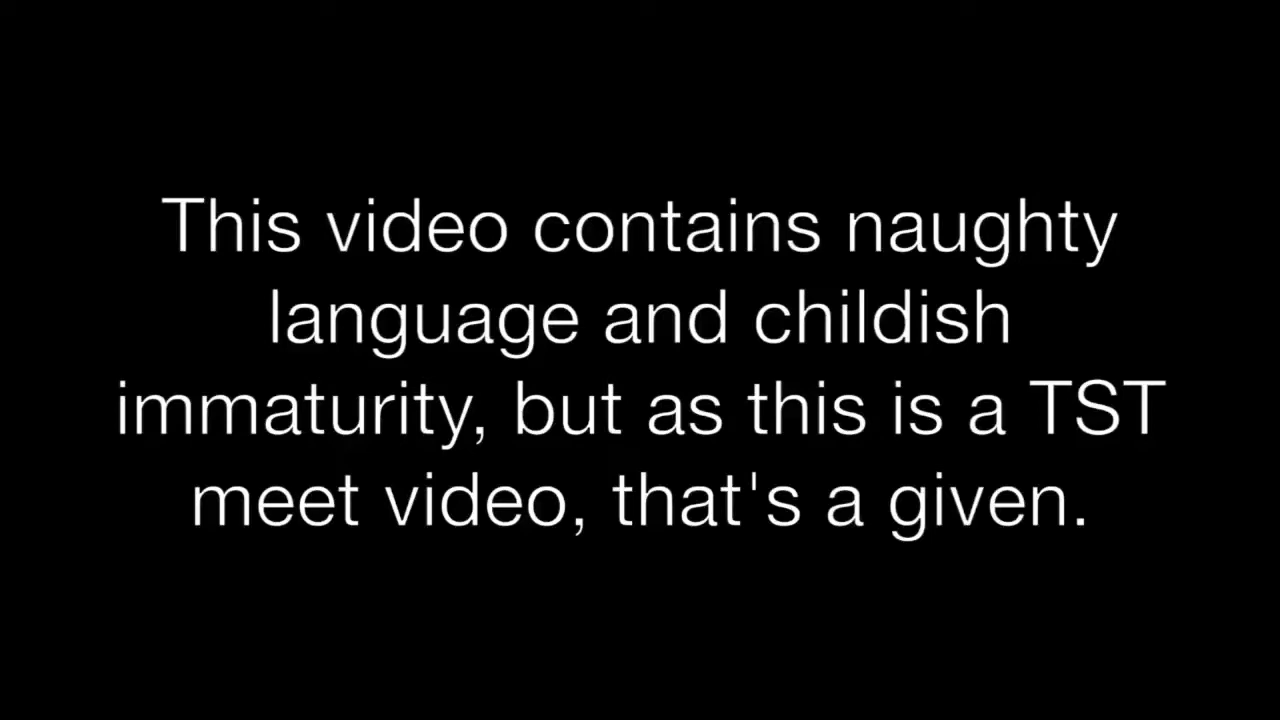 This video contains naughty
language and childish
immaturity, but as this is a TST
meet video, that's a given.